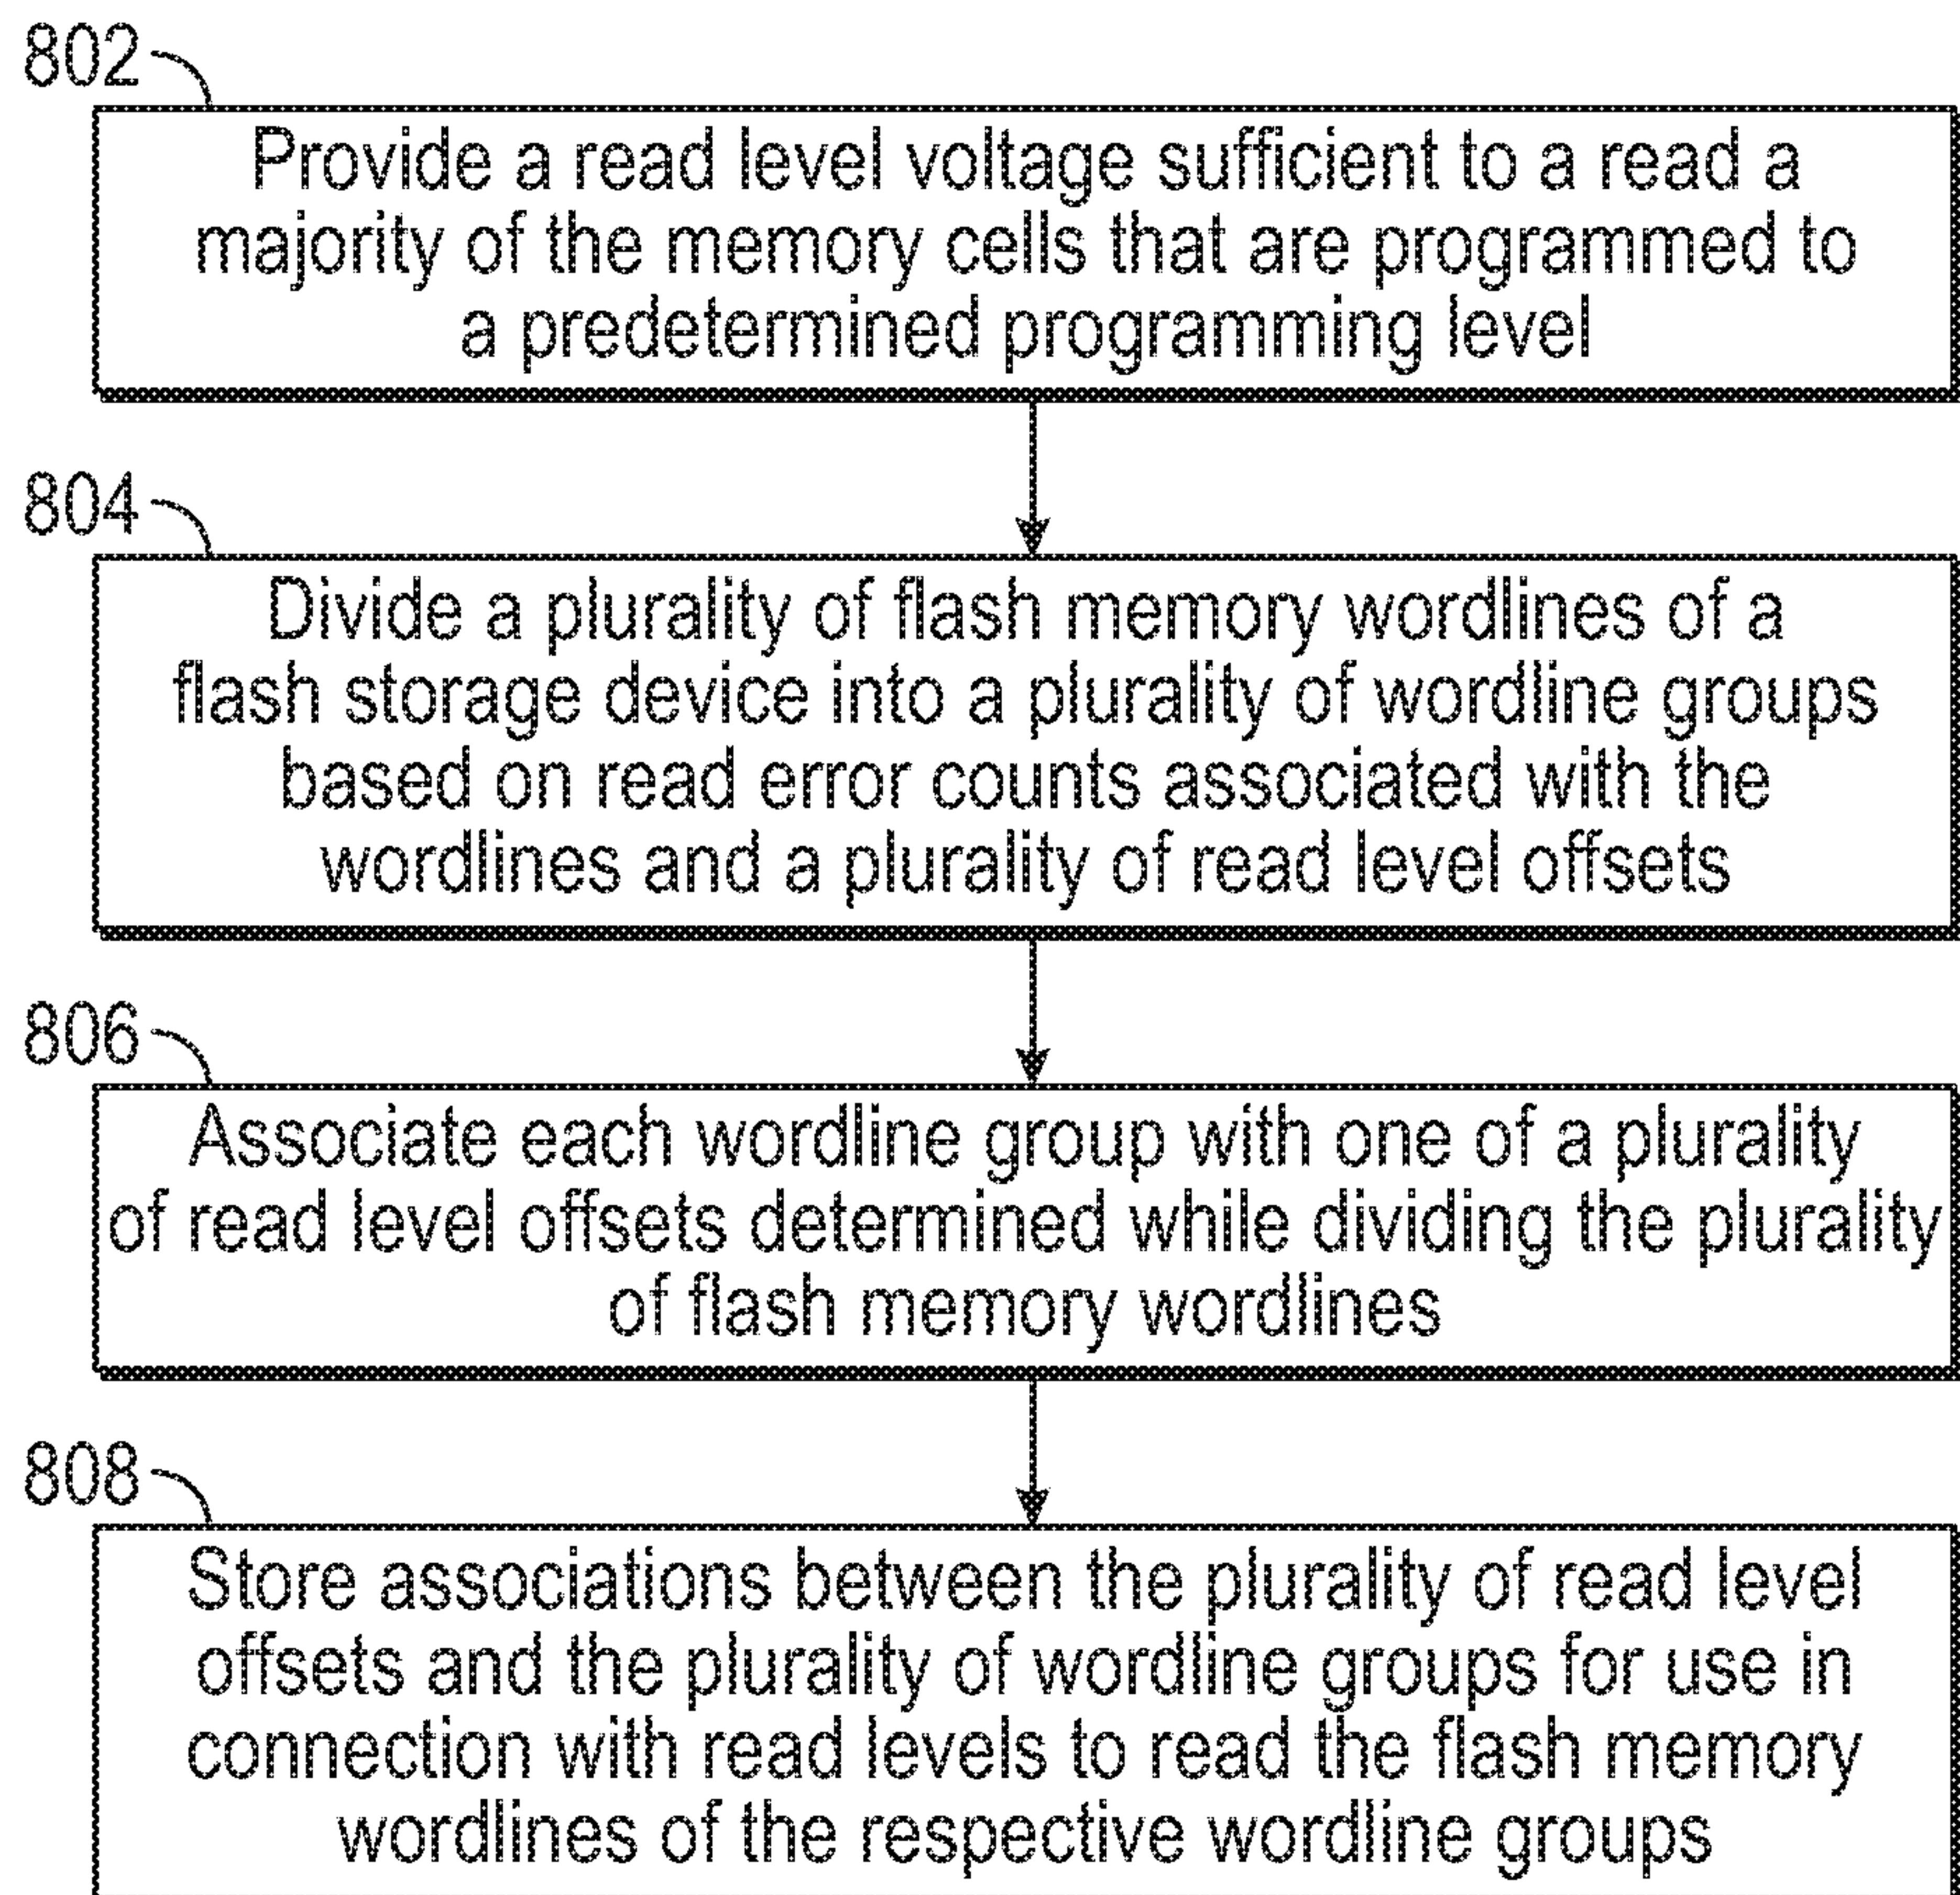 802
Provide a read level voltage sufficient to a read a
majority of the memory cells that are programmed to
a predetermined programming level
804
Divide a plurality of flash memory wordlines of a
flash storage device into a plurality of wordline groups
based on read error counts associated with the
wordlines and a plurality of read level offsets
806
Associate each wordline group with one of a plurality
of read level offsets determined while dividing the plurality
of flash memory wordlines
808
Store associations between the plurality of read level
offsets and the plurality of wordline groups for use in
connection with read levels to read the flash memory
wordlines of the respective wordline groups